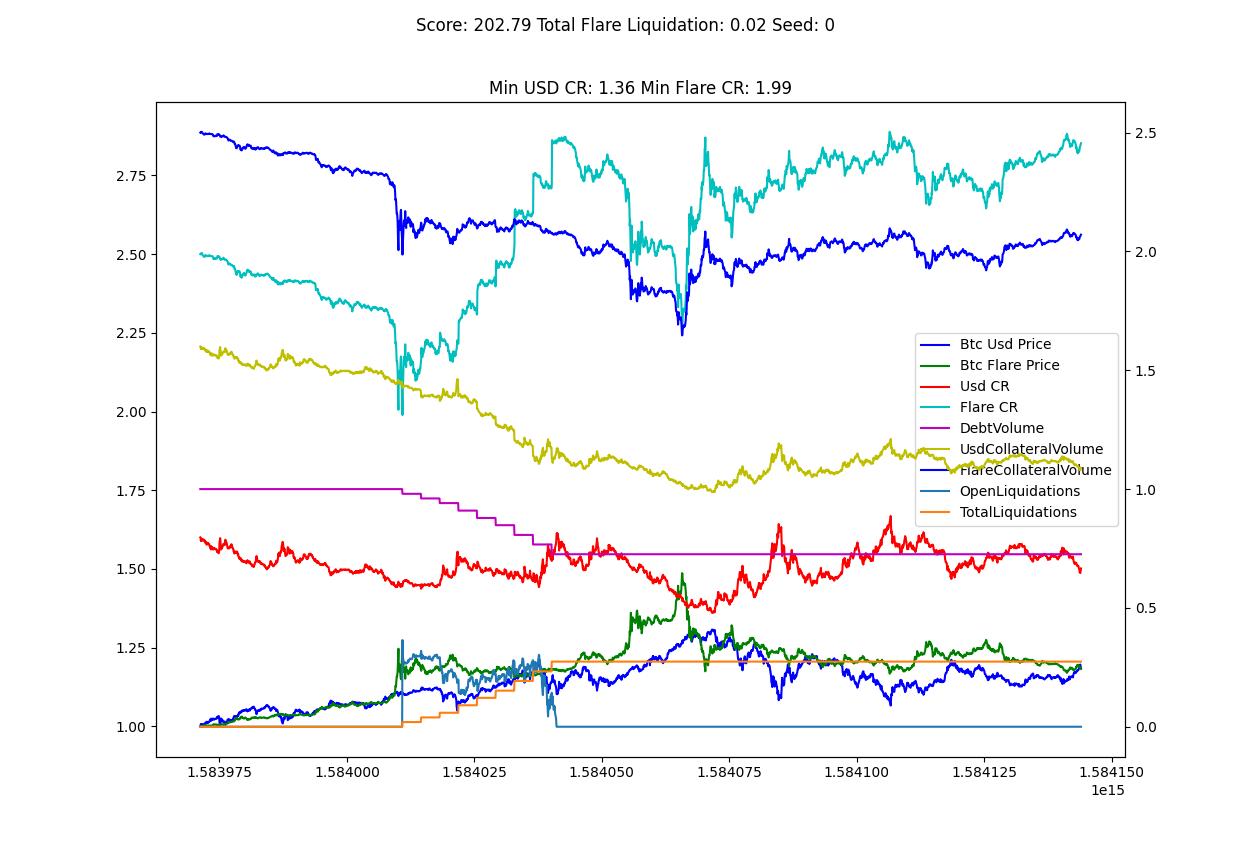 Score: 202.79 Total Flare Liquidation: 0.02 Seed: 0
Min USD CR: 1.36 Min Flare CR: 1.99
2.75
2.50
2.25
2.00
1.75
1.50
1.25
1.00
2.5
2.0
1.5
1.0
0.5
0.0
Btc Usd Price
Btc Flare Price
Usd CR
Flare CR
DebtVolume
UsdCollateralVolume
FlareCollateralVolume
OpenLiquidations
TotalLiquidations
1.583975 1.584000 1.584025 1.584050 1.584075 1.584100 1.584125 1.584150
1e15